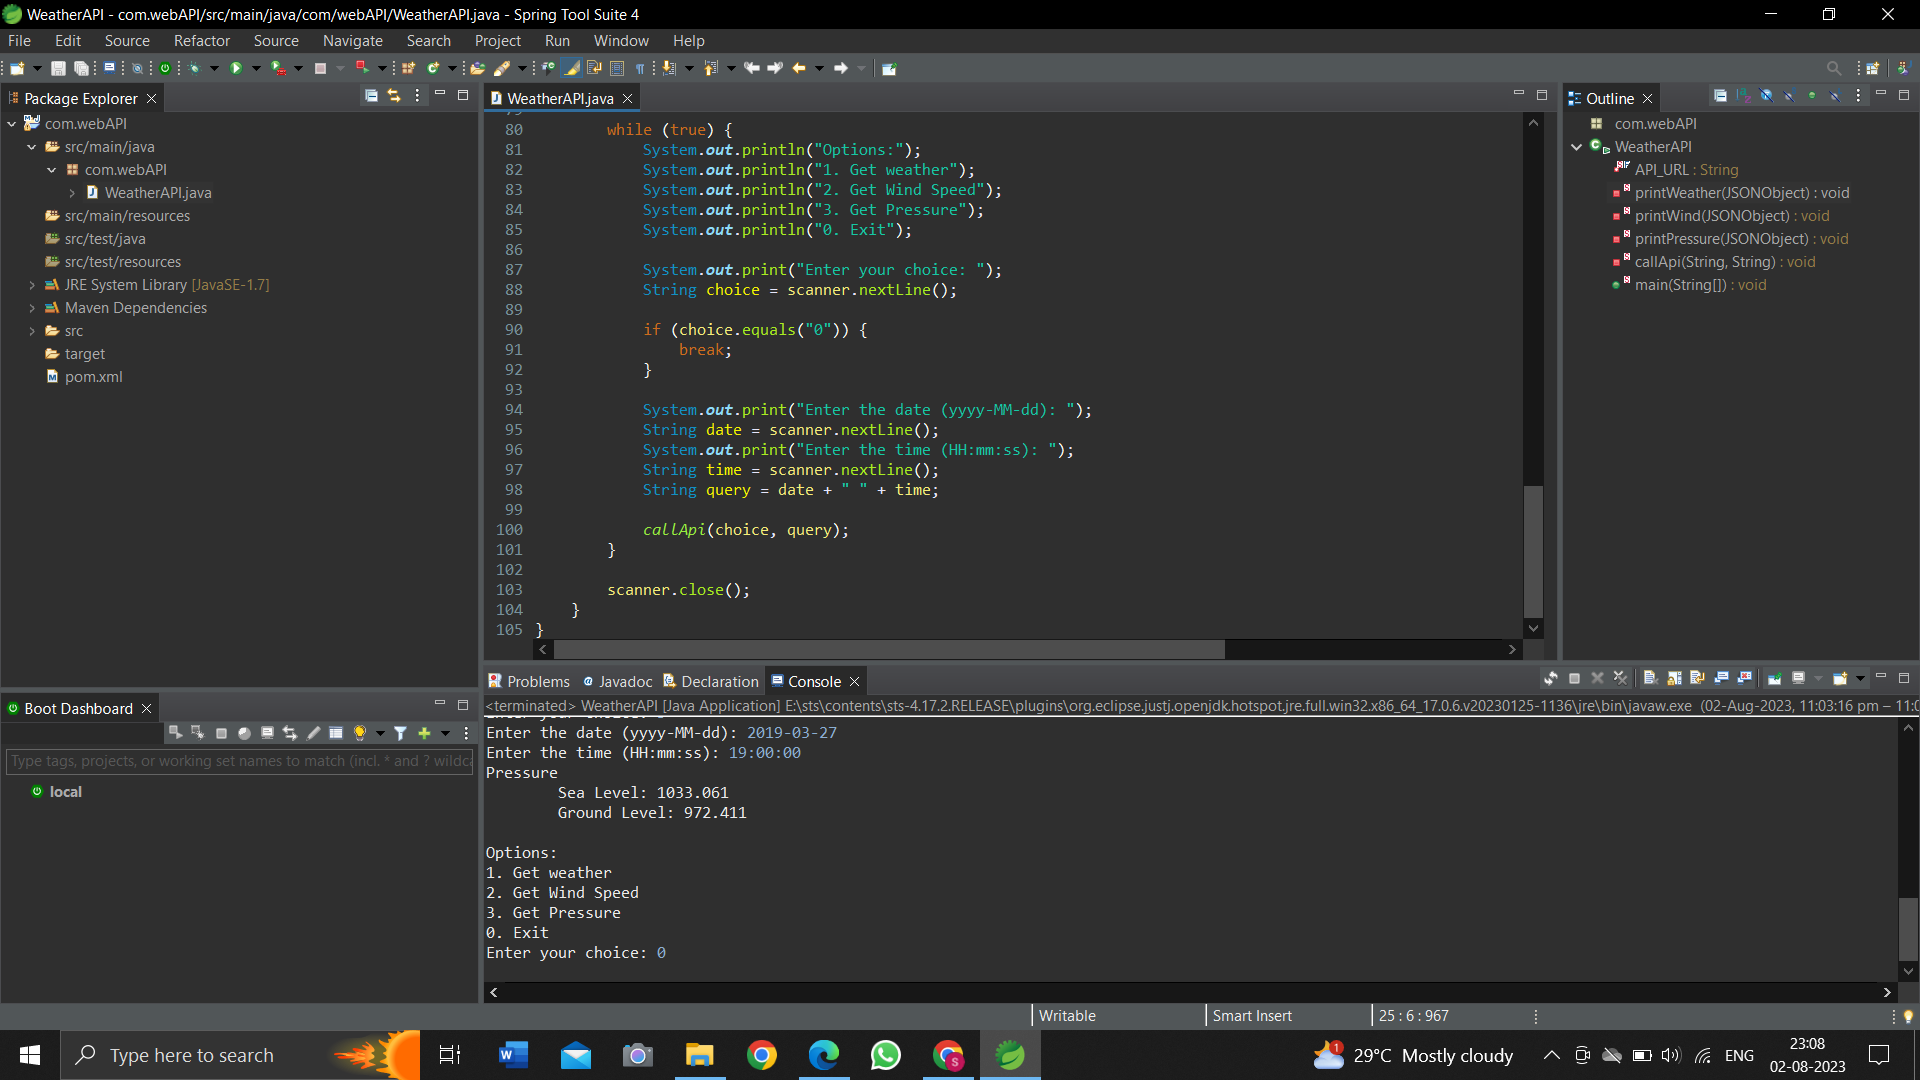 WeatherAPI - com.webAPI/src/main/java/com/webAPI/WeatherAPI.java - Spring Tool Suite 4
File Edit Source Refactor Source Navigate Search Project Run Window Help
Package Explorer
com.webAPI
src/main/java
com.webAPI
WeatherAPI.java
src/main/resources
src/test/java
src/test/resources
JRE System Library [JavaSE-1.7]
Maven Dependencies
src
target
pom.xml
WeatherAPI.java
80 while (true) {
81 System.out.println("Options:");
82 System.out.println("1. Get weather");
83 System.out.println("2. Get Wind Speed");
84 System.out.println("3. Get Pressure");
85 System.out.println("0. Exit");
86
87 System.out.print("Enter your choice: ");
88 String choice = scanner.nextLine();
89
90 if (choice.equals("0")) {
91 break;
92 }
93
94 System.out.print("Enter the date (yyyy-MM-dd): ");
95 String date = scanner.nextLine();
96 System.out.print("Enter the time (HH:mm:ss): ");
97 String time = scanner.nextLine();
98 String query = date + " " + time;
99
100 callApi(choice, query);
101 }
102
103 scanner.close();
104 }
105 }
Outline
com.webAPI
WeatherAPI
API_URL : String
printWeather(JSONObject) : void
printWind(JSONObject) : void
printPressure(JSONObject) : void
callApi(String, String) : void
main(String[]) : void
Boot Dashboard
Type tags, projects, or working set names to match (incl. * and ? wildca
local
Problems Javadoc Declaration Console
<terminated> WeatherAPI [Java Application] E:\sts\contents\sts-4.17.2.RELEASE\plugins\org.eclipse.justj.openjdk.hotspot.jre.full.win32.x86_64_17.0.6.v20230125-1136\jre\bin\javaw.exe (02-Aug-2023, 11:03:16 pm – 11:0
Enter the date (yyyy-MM-dd): 2019-03-27
Enter the time (HH:mm:ss): 19:00:00
Pressure
Sea Level: 1033.061
Ground Level: 972.411
Options:
1. Get weather
2. Get Wind Speed
3. Get Pressure
0. Exit
Enter your choice: 0
Writable Smart Insert 25 : 6 : 967
Type here to search
29°C Mostly cloudy
ENG
23:08
02-08-2023